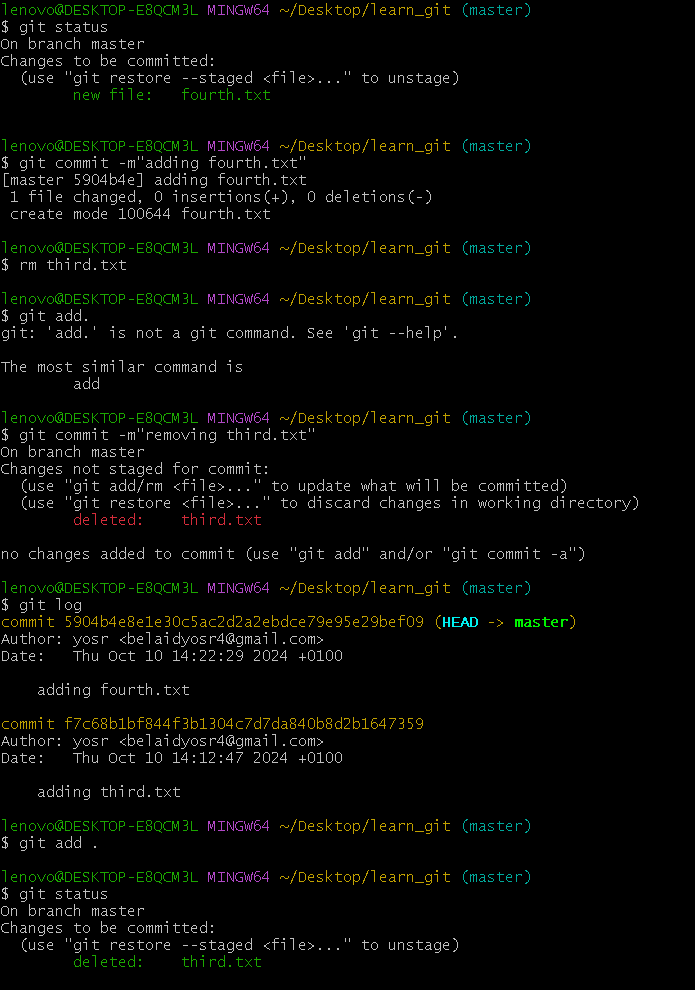 lenovo@DESKTOP-E8QCM3L MINGW64 ~/Desktop/learn_git (master)
$ git status
On branch master
Changes to be committed:
  (use "git restore --staged <file>..." to unstage)
        new file:   fourth.txt

lenovo@DESKTOP-E8QCM3L MINGW64 ~/Desktop/learn_git (master)
$ git commit -m"adding fourth.txt"
[master 5904b4e] adding fourth.txt
 1 file changed, 0 insertions(+), 0 deletions(-)
 create mode 100644 fourth.txt

lenovo@DESKTOP-E8QCM3L MINGW64 ~/Desktop/learn_git (master)
$ rm third.txt

lenovo@DESKTOP-E8QCM3L MINGW64 ~/Desktop/learn_git (master)
$ git add.
git: 'add.' is not a git command. See 'git --help'.

The most similar command is
        add

lenovo@DESKTOP-E8QCM3L MINGW64 ~/Desktop/learn_git (master)
$ git commit -m"removing third.txt"
On branch master
Changes not staged for commit:
  (use "git add/rm <file>..." to update what will be committed)
  (use "git restore <file>..." to discard changes in working directory)
        deleted:    third.txt

no changes added to commit (use "git add" and/or "git commit -a")

lenovo@DESKTOP-E8QCM3L MINGW64 ~/Desktop/learn_git (master)
$ git log
commit 5904b4e8e1e30c5ac2d2a2ebdce79e95e29bef09 (HEAD -> master)
Author: yosr <belaidyosr4@gmail.com>
Date:   Thu Oct 10 14:22:29 2024 +0100

    adding fourth.txt

commit f7c68b1bf844f3b1304c7d7da840b8d2b1647359
Author: yosr <belaidyosr4@gmail.com>
Date:   Thu Oct 10 14:12:47 2024 +0100

    adding third.txt

lenovo@DESKTOP-E8QCM3L MINGW64 ~/Desktop/learn_git (master)
$ git add .

lenovo@DESKTOP-E8QCM3L MINGW64 ~/Desktop/learn_git (master)
$ git status
On branch master
Changes to be committed:
  (use "git restore --staged <file>..." to unstage)
        deleted:    third.txt